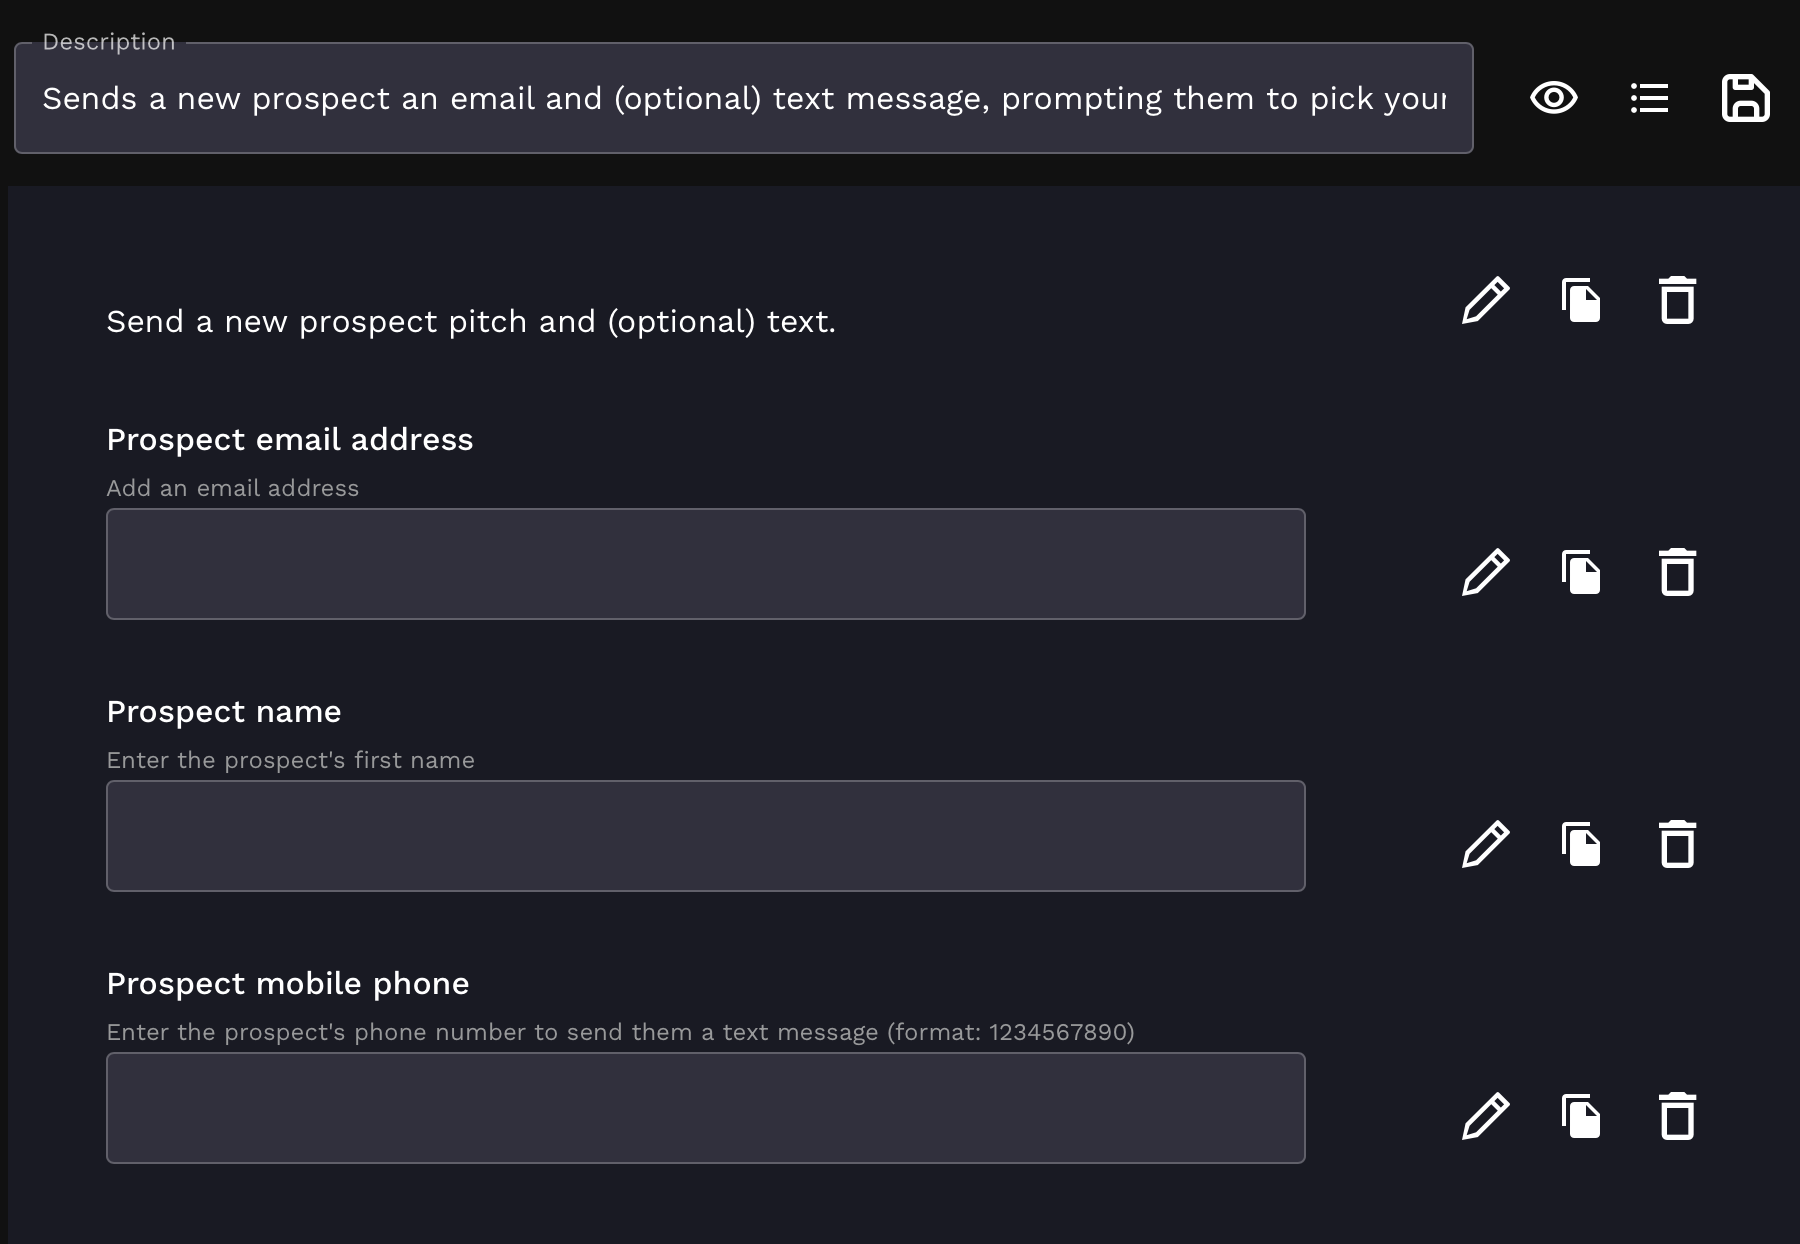 Description
Sends a new prospect an email and (optional) text message, prompting them to pick your
Send a new prospect pitch and (optional) text.
Prospect email address
Add an email address
Prospect name
Enter the prospect's first name
Prospect mobile phone
Enter the prospect's phone number to send them a text message (format: 1234567890)